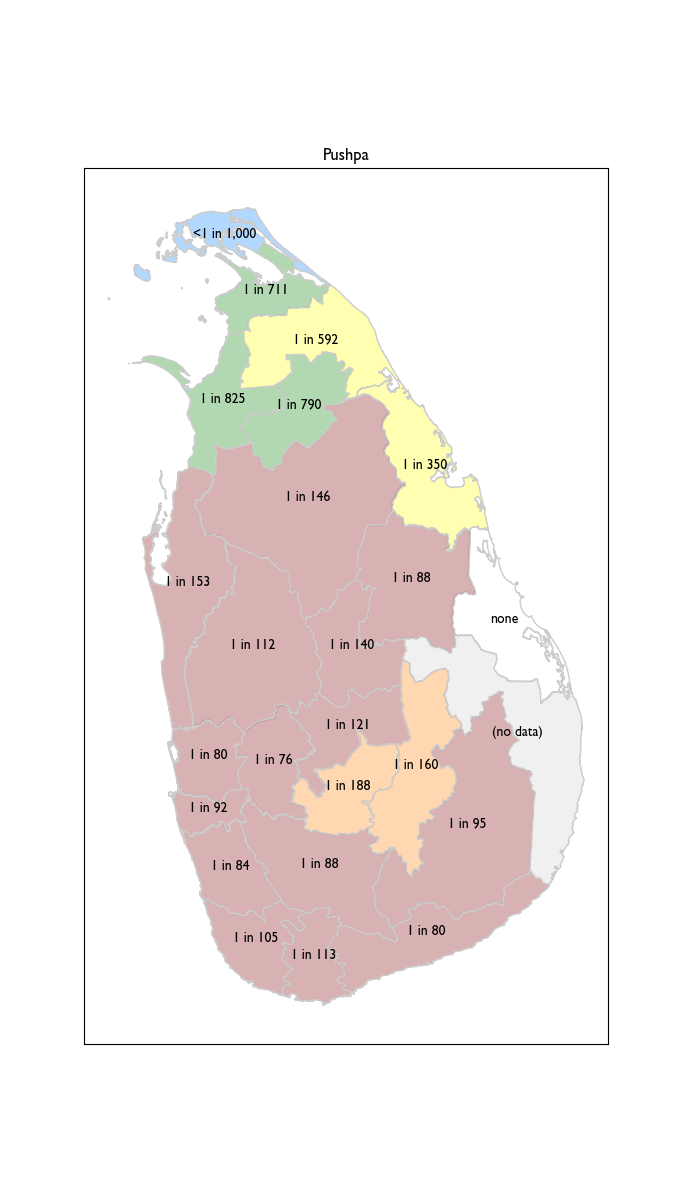 Pushpa
<1 in 1,000
1 in 711
1 in 592
1 in 825
1 in 790
1 in 350
1 in 146
1 in 88
1 in 153
none
1 in 112
1 in 140
1 in 121
(no data)
1 in 80
1 in 76
1 in 160
1 in 188
1 in 92
1 in 95
1 in 84
1 in 88
1 in 80
1 in 105
1 in 113